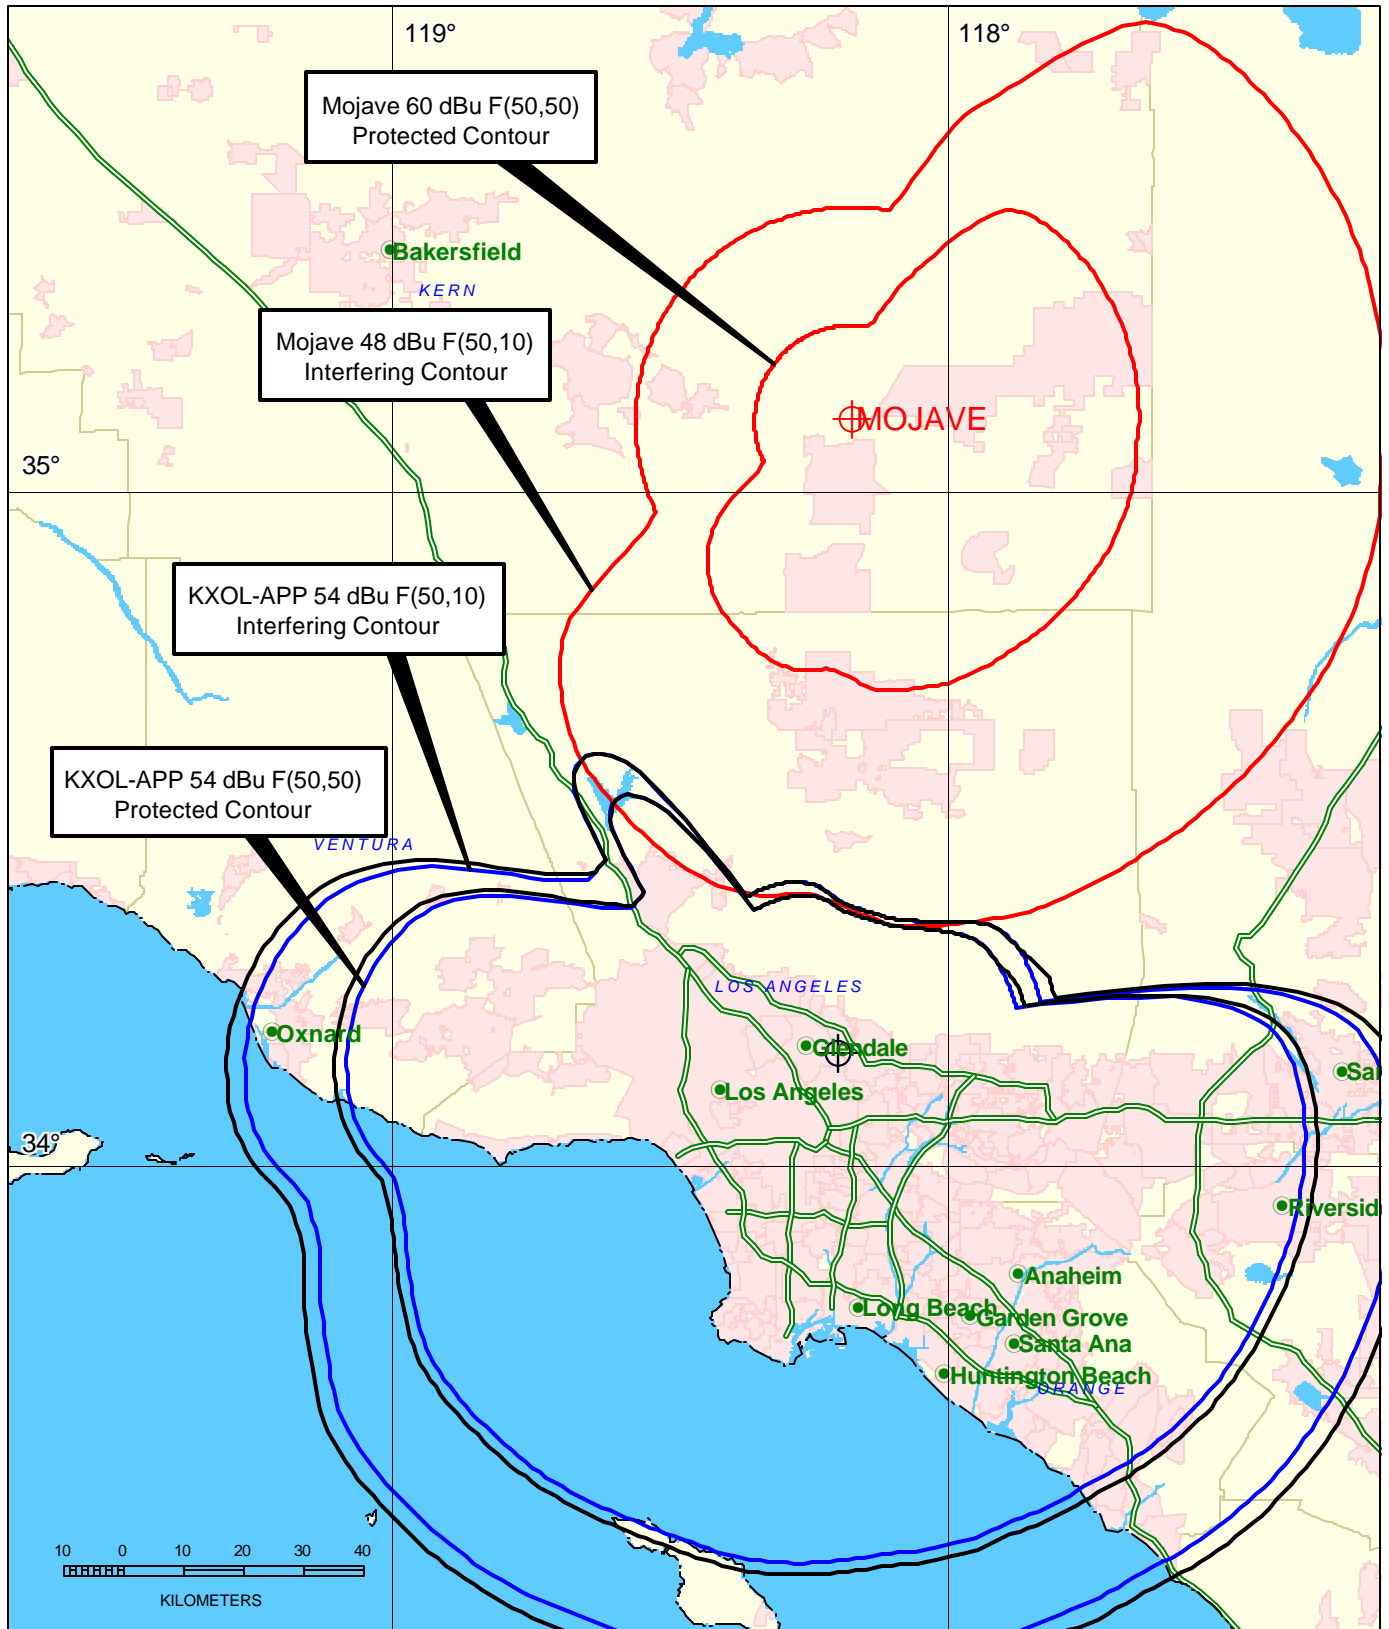 119°
118°
Mojave 60 dBu F(50,50)
Protected Contour
Bakersfield
KERN
Mojave 48 dBu F(50,10)
Interfering Contour
MOJAVE
35°
KXOL-APP 54 dBu F(50,10)
Interfering Contour
KXOL-APP 54 dBu F(50,50)
Protected Contour
VENTURA
LOS ANGELES
Oxnard
Glendale
San
Los Angeles
34°
Riversid
Anaheim
Long Beach
Garden Grove
Santa Ana
Huntington Beach
ORANGE
10 0 10 20 30 40
KILOMETERS